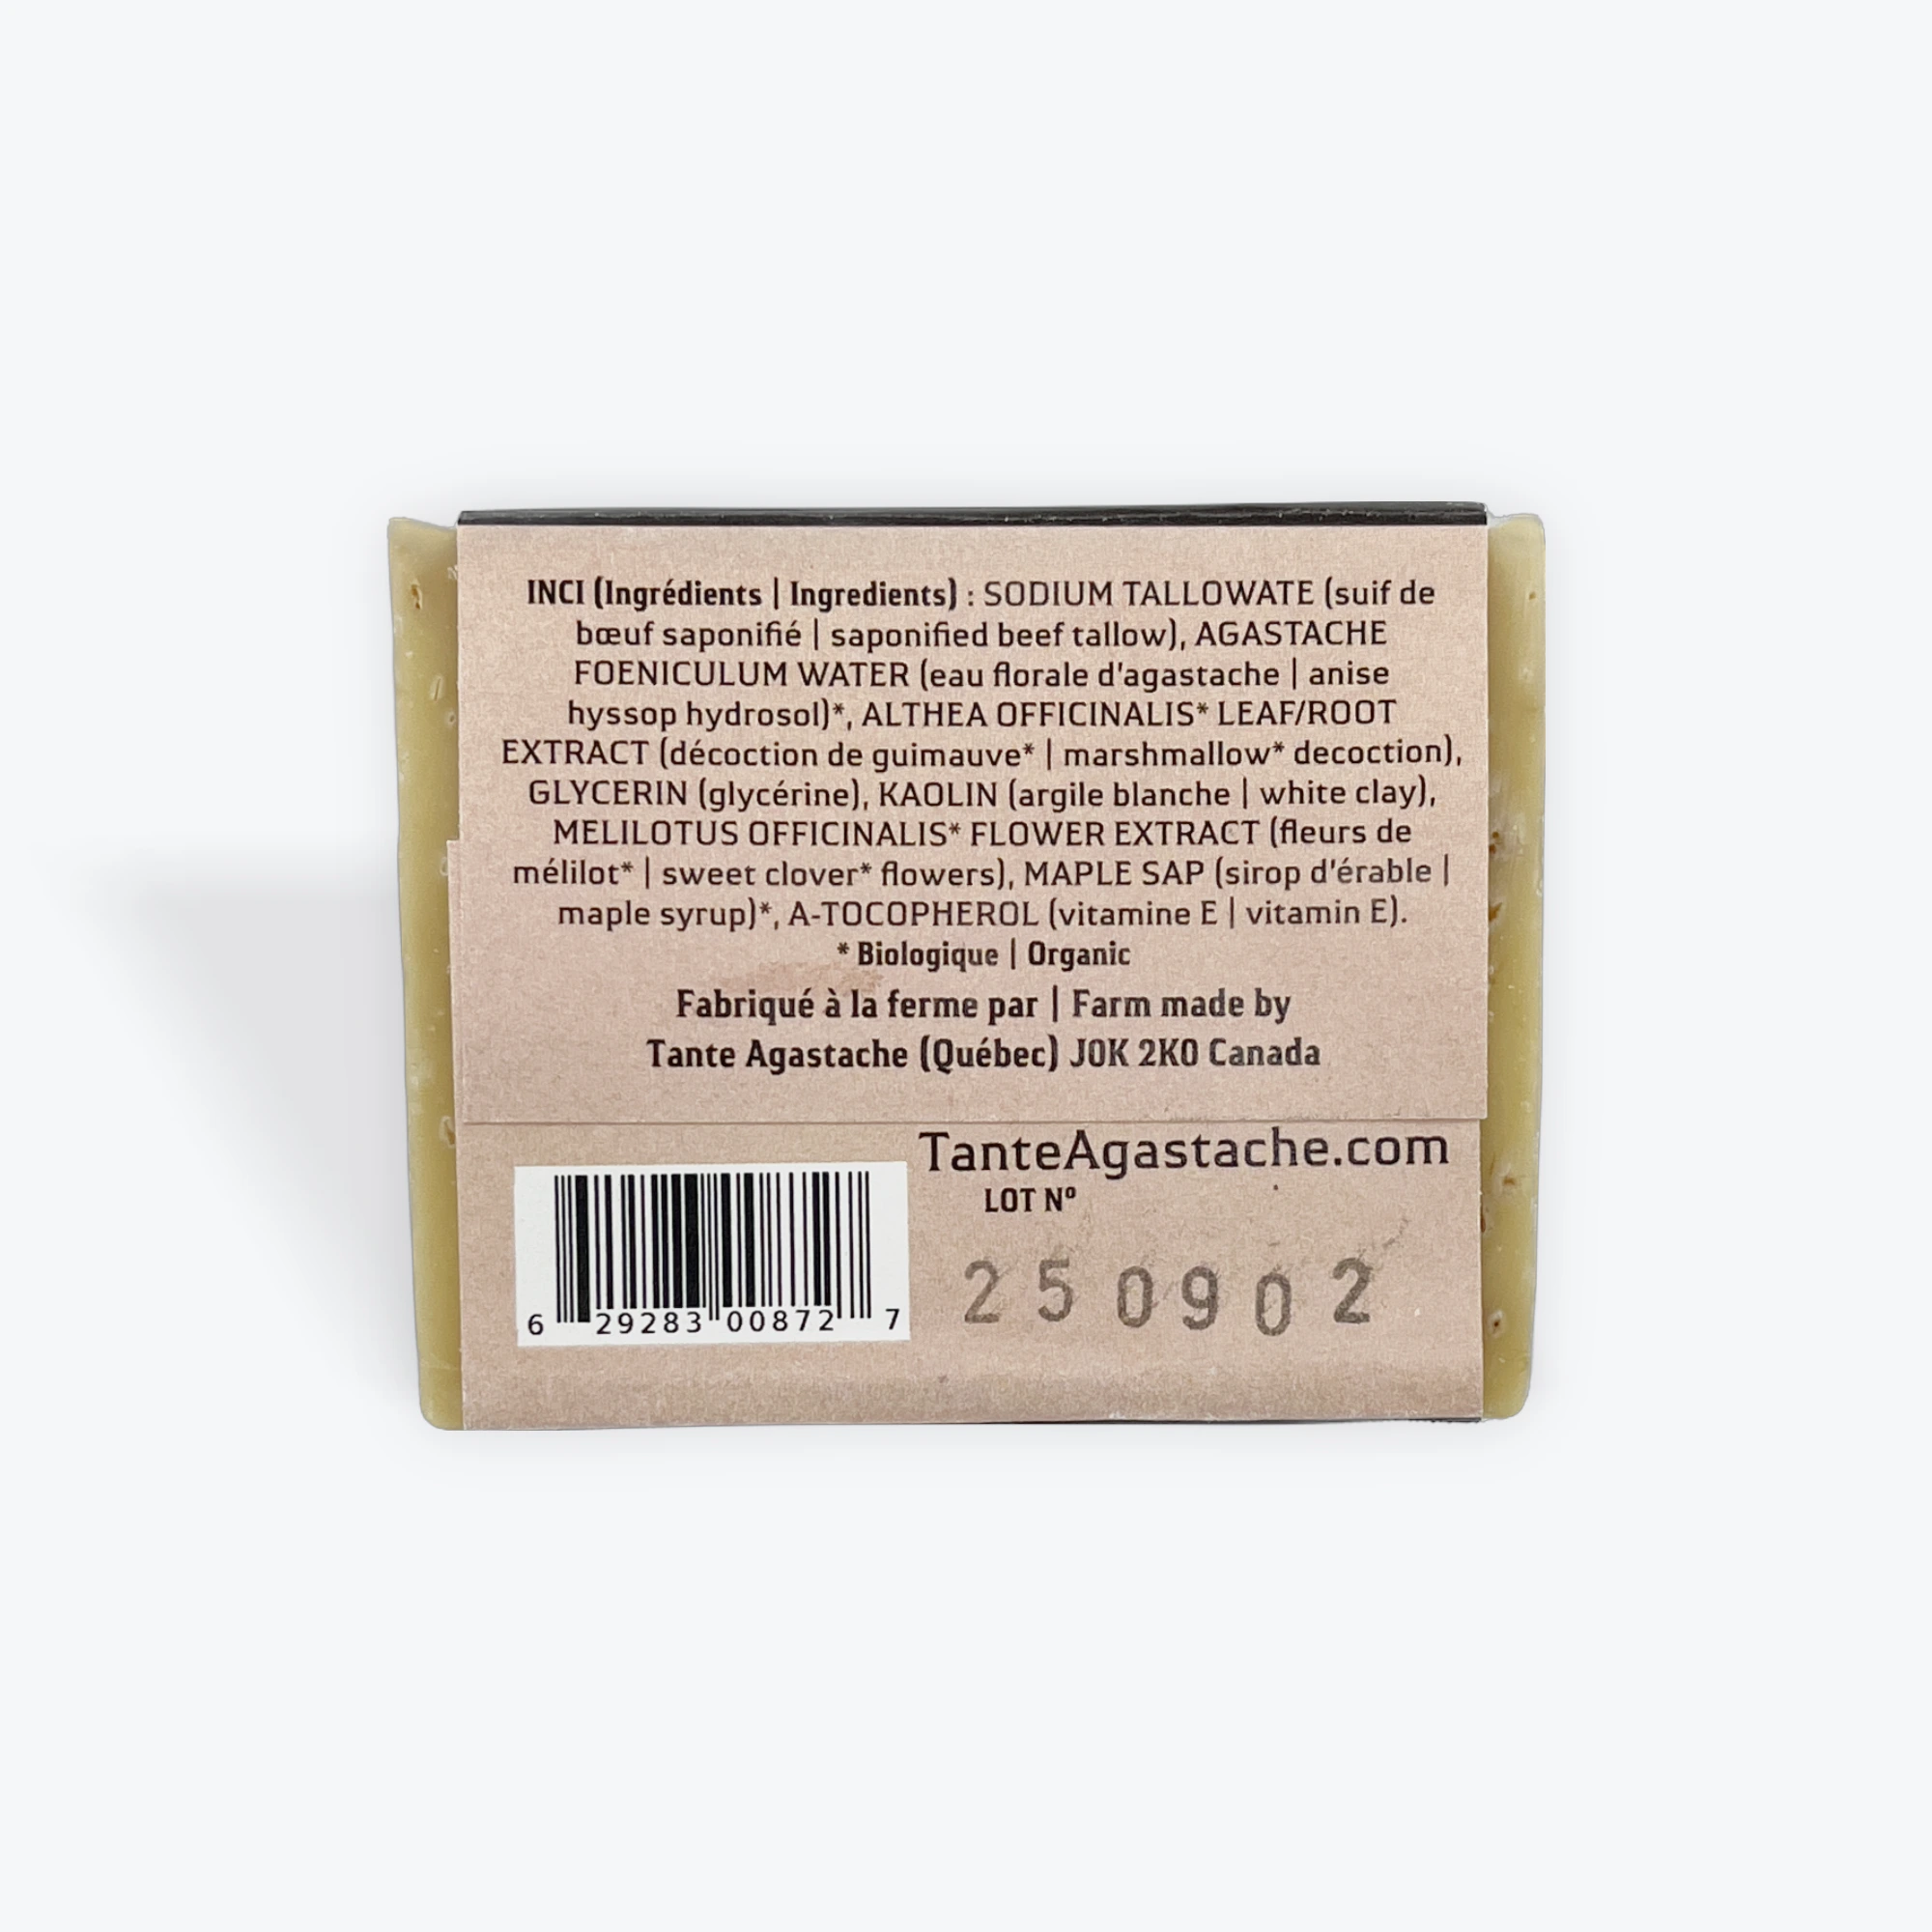 INCI (Ingrédients | Ingredients) : SODIUM TALLOWATE (suif de
bœuf saponifié | saponified beef tallow), AGASTACHE
FOENICULUM WATER (eau florale d'agastache | anise
hyssop hydrosol)*, ALTHEA OFFICINALIS* LEAF/ROOT
EXTRACT (décoction de guimauve* | marshmallow* decoction),
GLYCERIN (glycérine), KAOLIN (argile blanche | white clay),
MELILOTUS OFFICINALIS* FLOWER EXTRACT (fleurs de
mélilot* | sweet clover* flowers), MAPLE SAP (sirop d'érable |
maple syrup)*, A-TOCOPHEROL (vitamine E | vitamin E).
* Biologique | Organic
Fabriqué à la ferme par | Farm made by
Tante Agastache (Québec) J0K 2K0 Canada
TanteAgastache.com
LOT Nº
250902
6 29283 00872 7